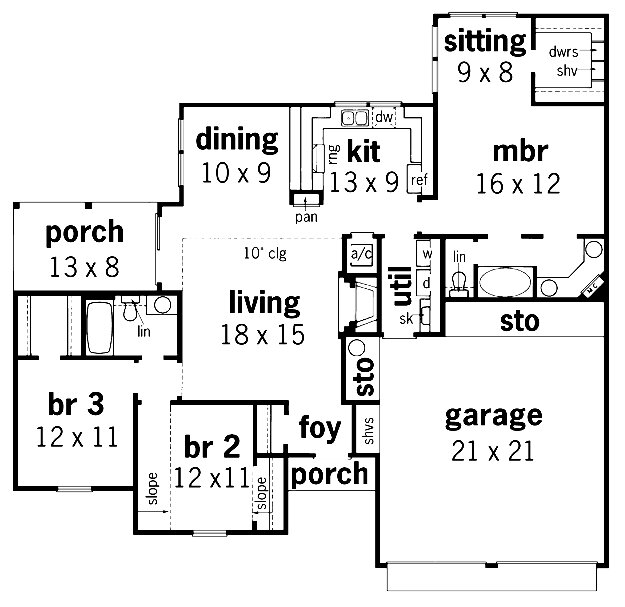 sitting
9 x 8
dwrs
shv
dining
10 x 9
dw
rng
kit
13 x 9
ref
mbr
16 x 12
pan
porch
13 x 8
10' clg
a/c
w
d
util
sk
lin
M C
living
18 x 15
lin
sto
sto
br 3
12 x 11
br 2
12 x 11
slope
slope
foy
shvs
porch
garage
21 x 21